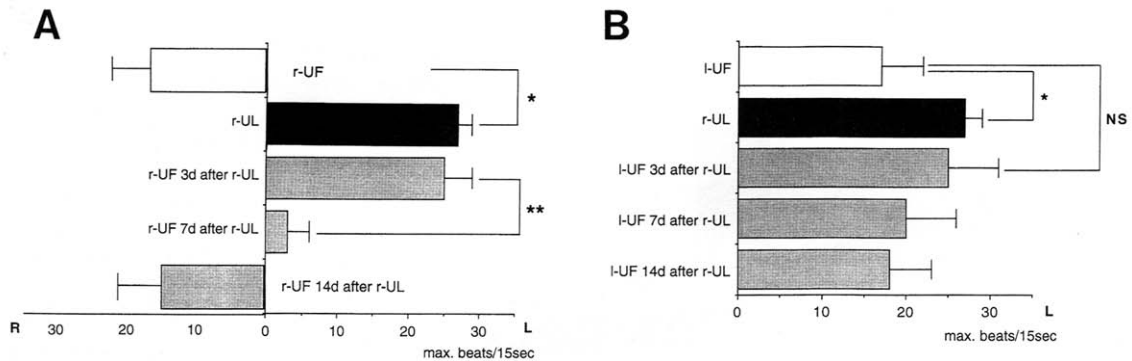 A
r-UF
*
r-UL
r-UF 3d after r-UL
**
r-UF 7d after r-UL
r-UF 14d after r-UL
R 30 20 10 0 10 20 30 L
max. beats/15sec
B
l-UF
*
r-UL
NS
l-UF 3d after r-UL
l-UF 7d after r-UL
l-UF 14d after r-UL
0 10 20 30 L
max. beats/15sec